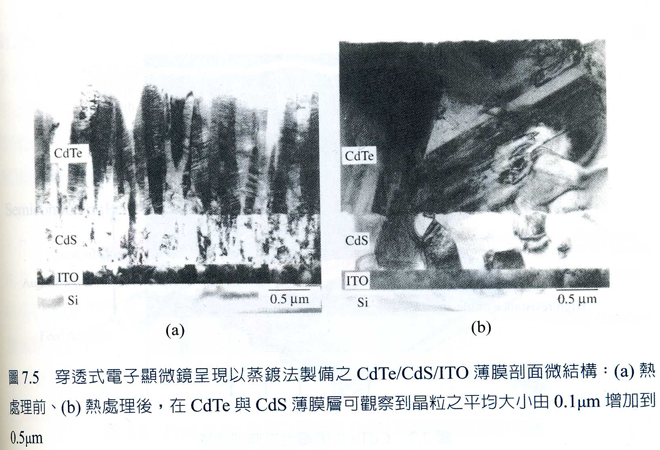 CdTe
CdS
ITO
Si
0.5 μm
(a)
CdTe
CdS
ITO
Si
0.5 μm
(b)
圖 7.5 穿透式電子顯微鏡呈現以蒸鍍法製備之 CdTe/CdS/ITO 薄膜剖面微結構：(a) 熱
處理前、(b) 熱處理後，在 CdTe 與 CdS 薄膜層可觀察到晶粒之平均大小由 0.1μm 增加到
0.5μm